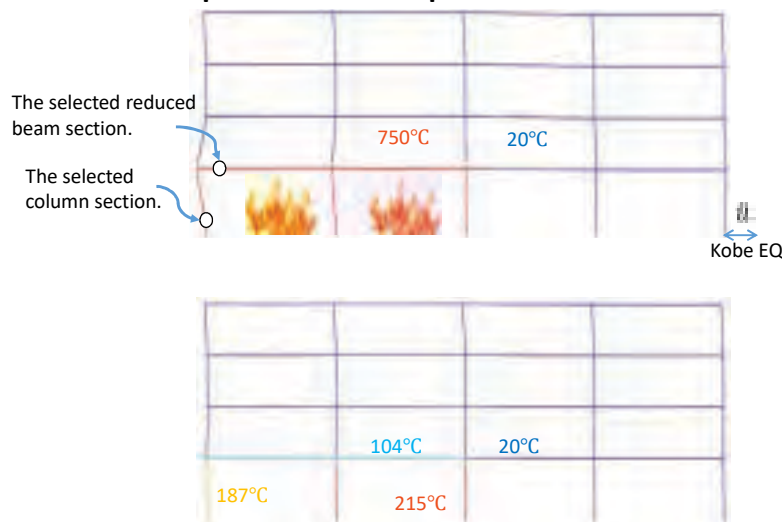 The selected reduced
beam section.
750℃
20℃
The selected
column section.
Kobe EQ
104℃
20℃
187℃
215℃